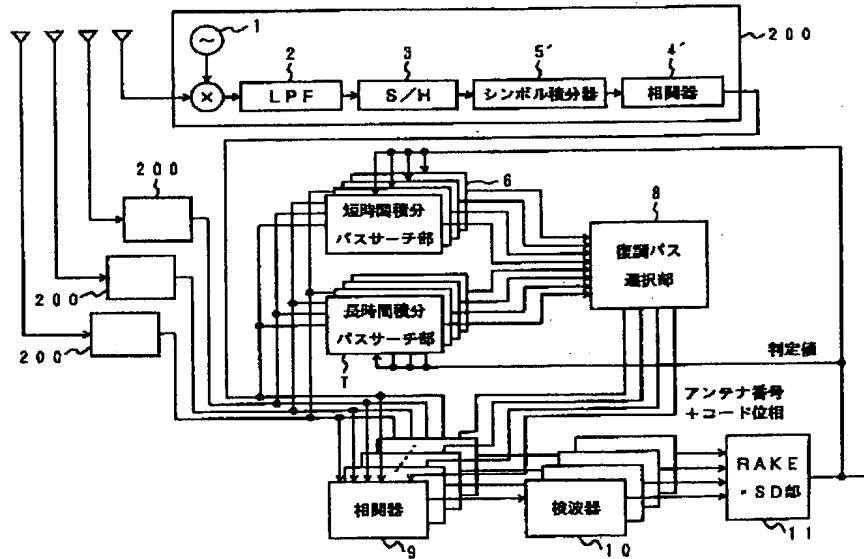 1
200
2
3
5'
4'
LPF
S/H
シンボル積分器
相関器
200
6
短時間積分
パスサーチ部
8
復調パス
選択部
200
長時間積分
パスサーチ部
200
7
判定値
アンテナ番号
+コード位相
相関器
検波器
RAKE
・SD部
9
10
11